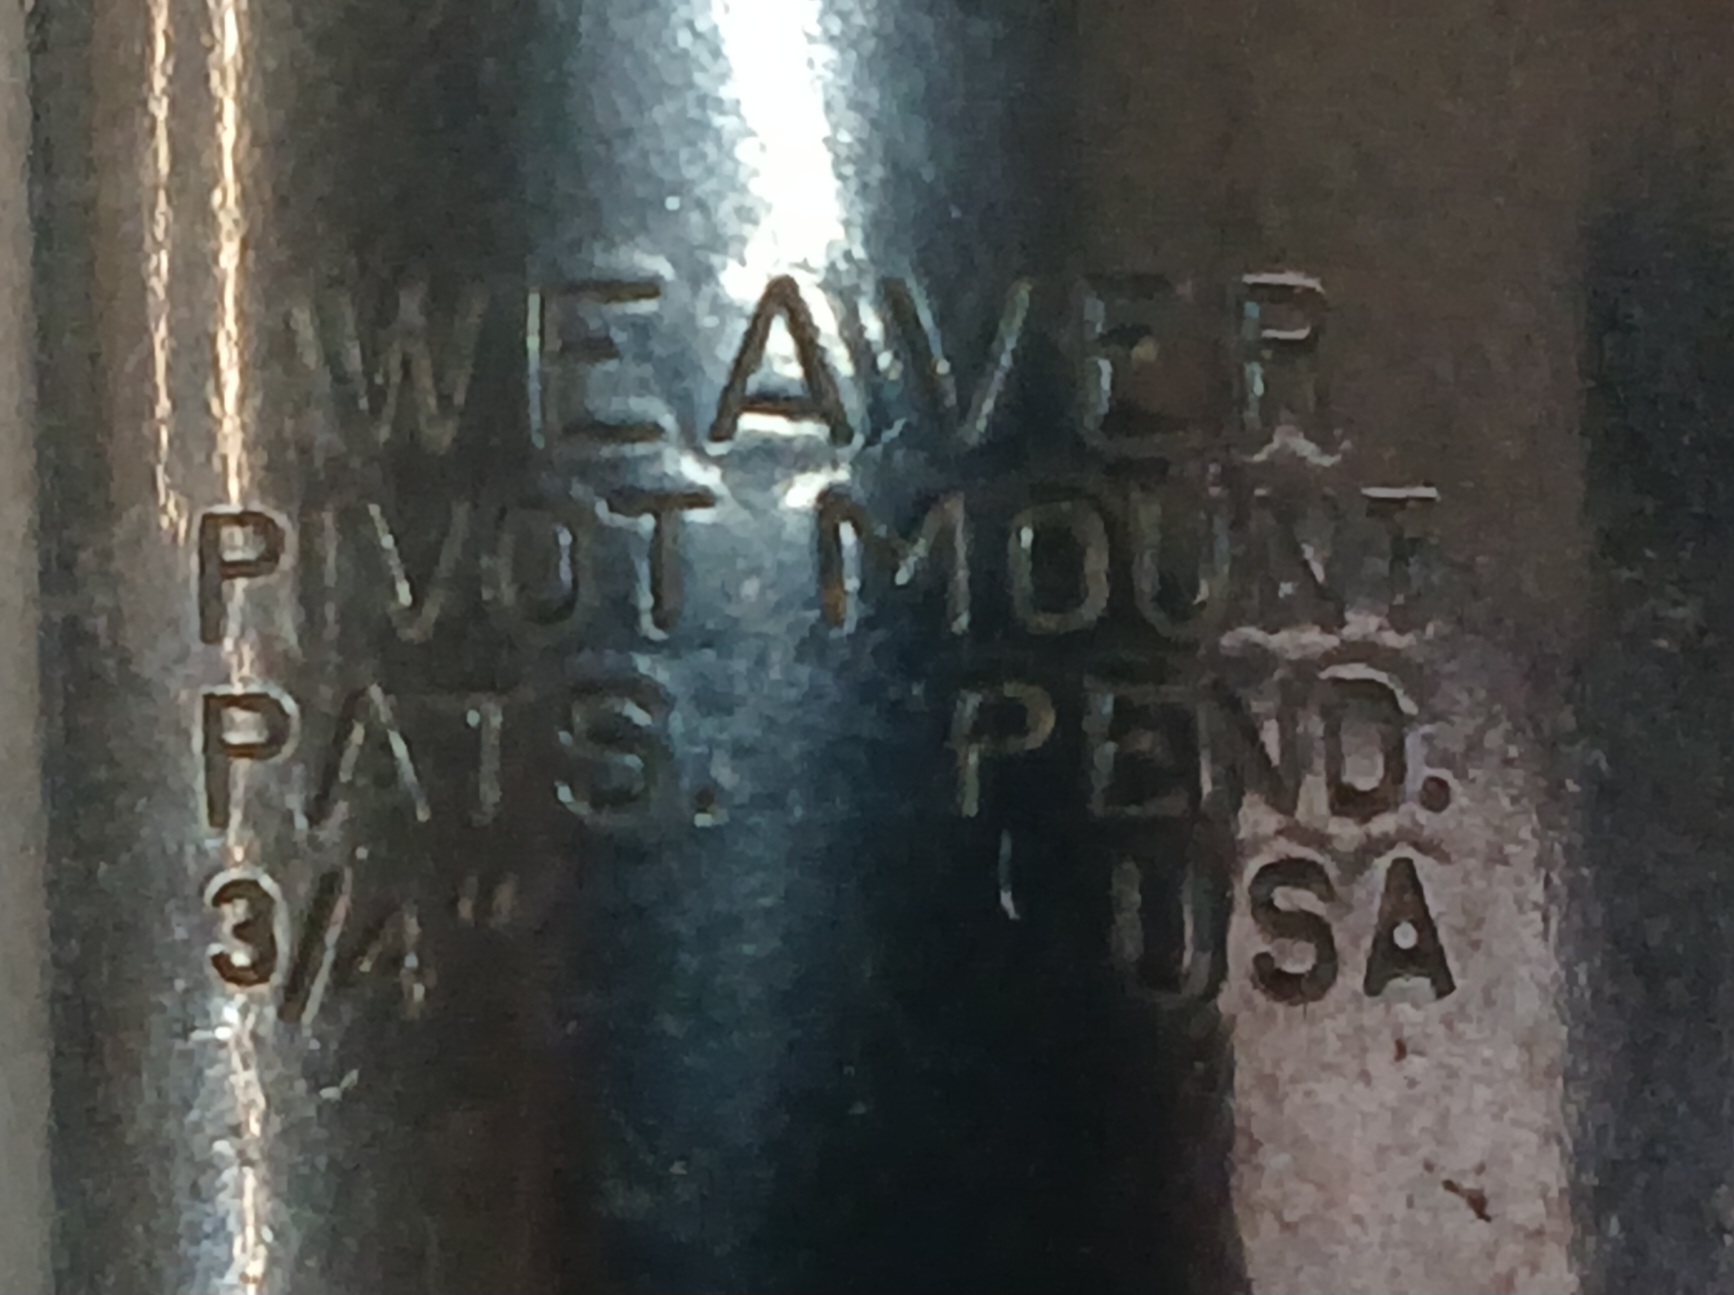 WEAVER
PIVOT MOUNT
PATS. PEND.
3/4" USA